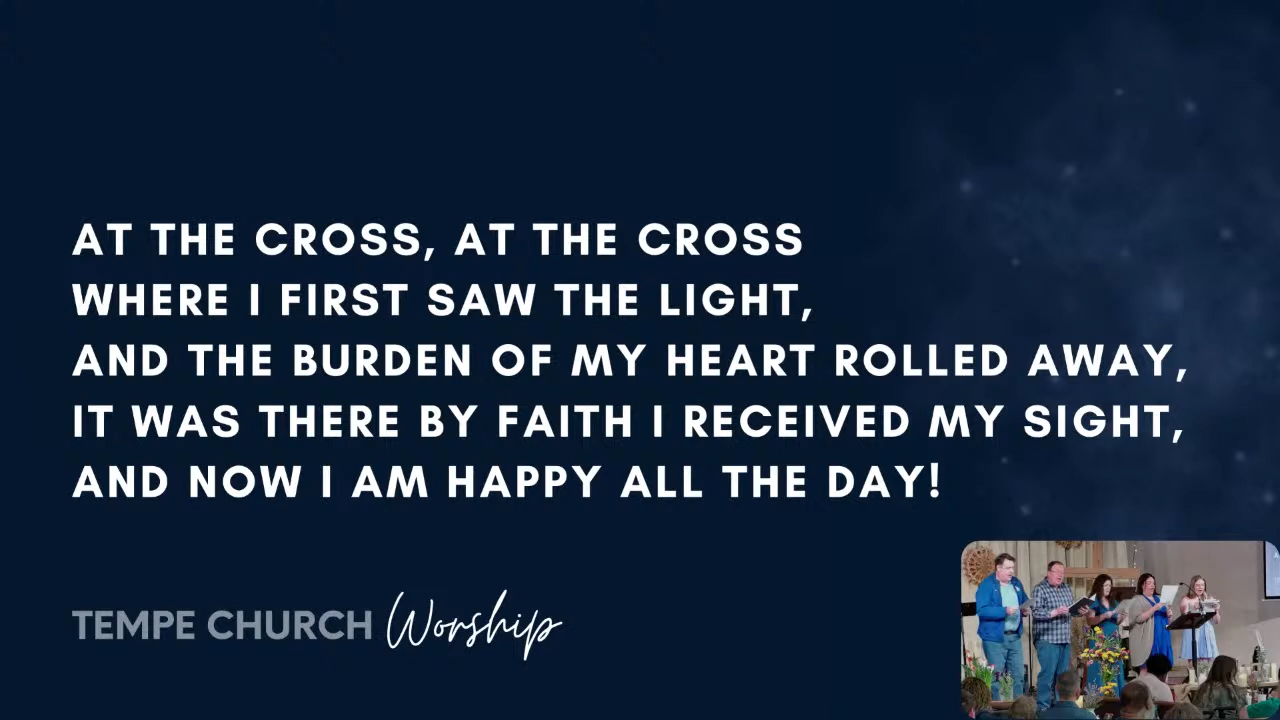 AT THE CROSS, AT THE CROSS
WHERE I FIRST SAW THE LIGHT,
AND THE BURDEN OF MY HEART ROLLED AWAY,
IT WAS THERE BY FAITH I RECEIVED MY SIGHT,
AND NOW I AM HAPPY ALL THE DAY!
TEMPE CHURCH Worship